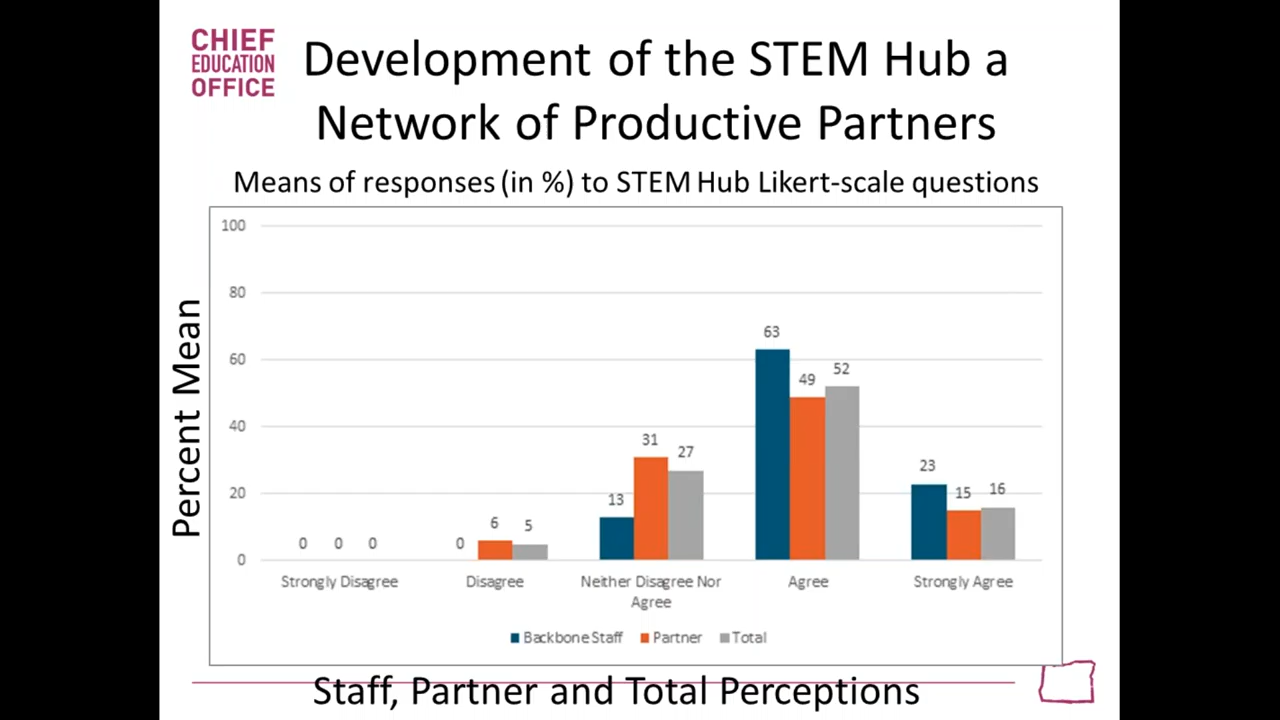 CHIEF
EDUCATION
OFFICE
Development of the STEM Hub a
Network of Productive Partners
Means of responses (in %) to STEM Hub Likert-scale questions
Percent Mean
100
80
60
40
20
0
0 0 0
0 6 5
13 31 27
63 49 52
23 15 16
Strongly Disagree
Disagree
Neither Disagree Nor
Agree
Agree
Strongly Agree
Backbone Staff Partner Total
Staff, Partner and Total Perceptions